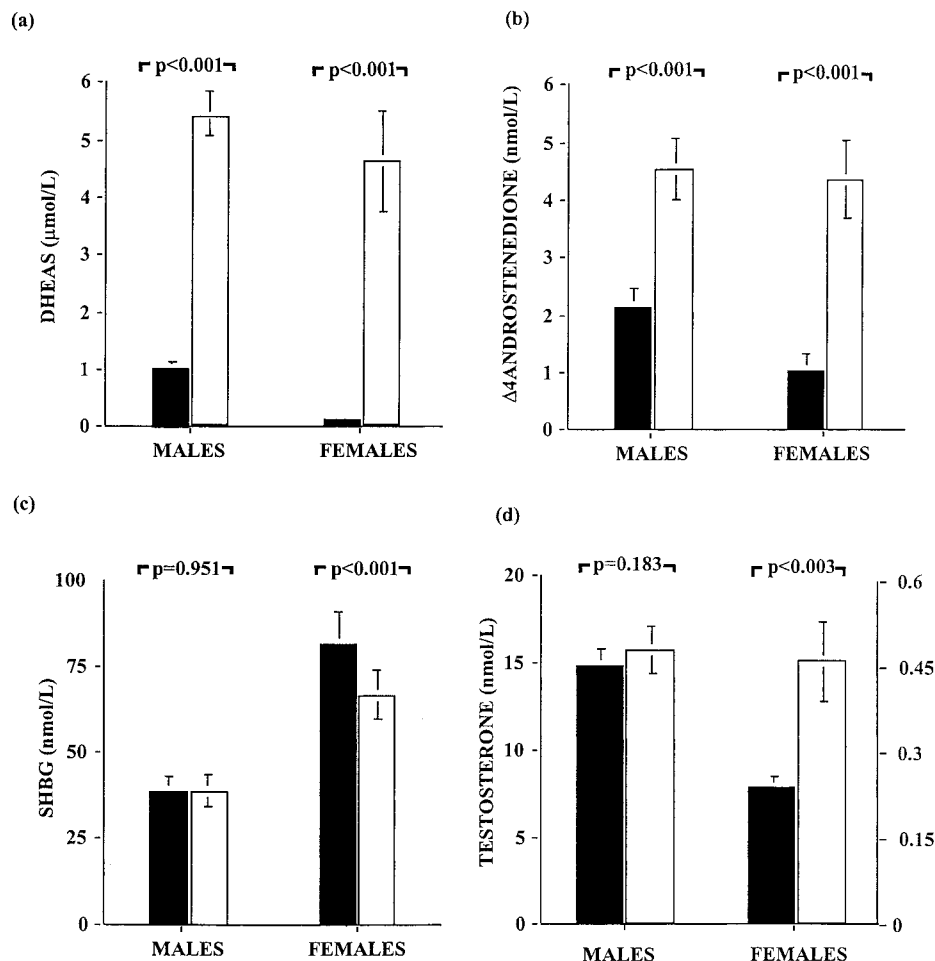 (a)
p<0.001
p<0.001
DHEAS (µmol/L)
6
5
4
3
2
1
0
MALES
FEMALES
(b)
p<0.001
p<0.001
Δ4ANDROSTENEDIONE (nmol/L)
6
5
4
3
2
1
0
MALES
FEMALES
(c)
p=0.951
p<0.001
SHBG (nmol/L)
100
75
50
25
0
MALES
FEMALES
(d)
p=0.183
p<0.003
TESTOSTERONE (nmol/L)
20
15
10
5
0
0.6
0.45
0.3
0.15
0
MALES
FEMALES